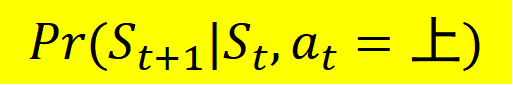 Pr(S_{t+1}|S_t, a_t = 上)